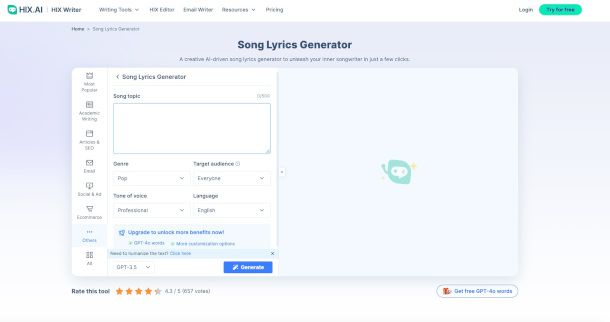 HIX.AI | HIX Writer
Writing Tools
HIX Editor
Email Writer
Resources
Pricing
Login
Try for free
Home > Song Lyrics Generator
Song Lyrics Generator
A creative AI-driven song lyrics generator to unleash your inner songwriter in just a few clicks.
Most Popular
Academic Writing
Articles & SEO
Email
Social & Ad
Ecommerce
Others
All
Song Lyrics Generator
Song topic
0/500
Genre
Target audience
Pop
Everyone
Tone of voice
Language
Professional
English
Upgrade to unlock more benefits now!
GPT-4o words
More customization options
Need to humanize the text? Click here
GPT-3.5
Generate
Rate this tool
4.3 / 5 (657 votes)
Get free GPT-4o words